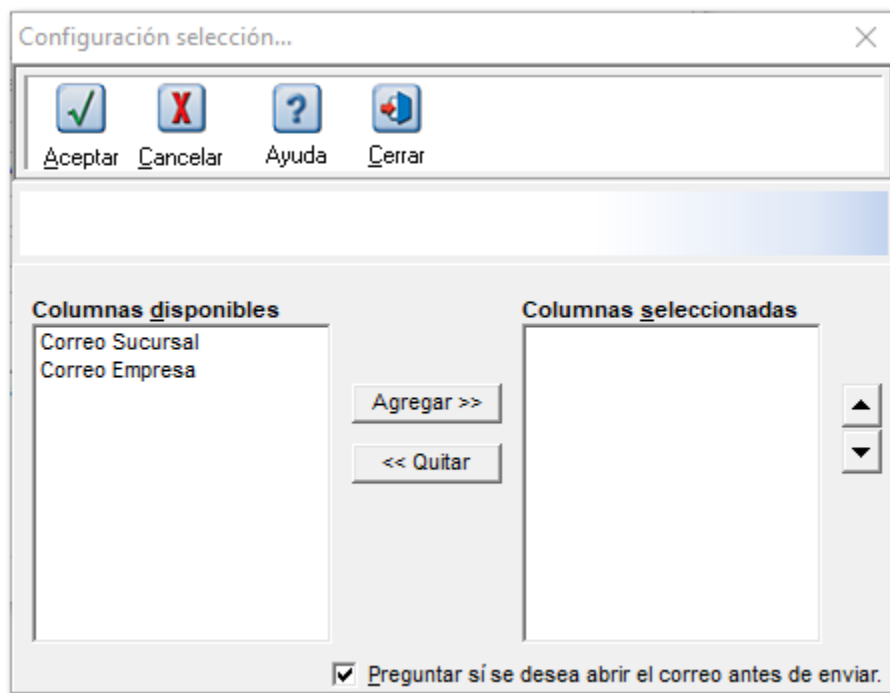 Configuración selección...
Aceptar Cancelar Ayuda Cerrar
Columnas disponibles
Columnas seleccionadas
Correo Sucursal
Correo Empresa
Agregar >>
<< Quitar
Preguntar sí se desea abrir el correo antes de enviar.